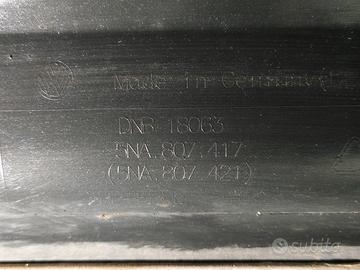 Made in Germany
DNB 18063
5NA.807.417
(5NA.807.421)
subito